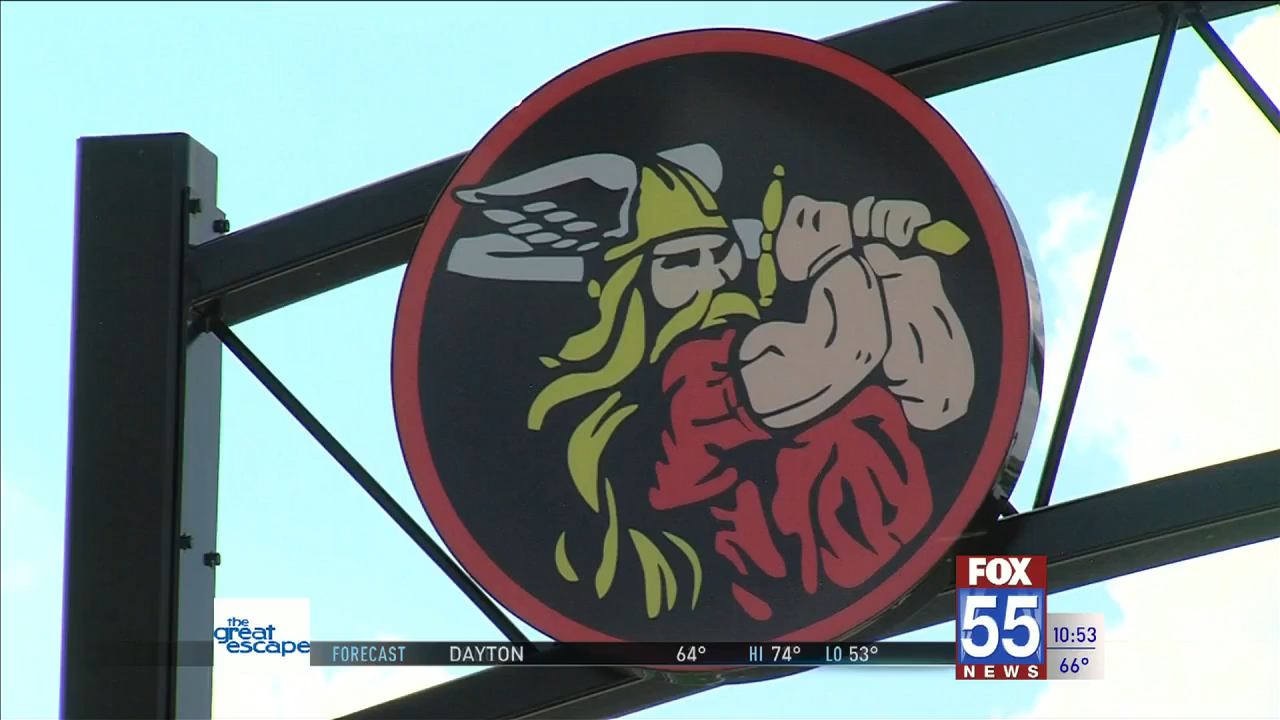 the
great
escape
FORECAST DAYTON 64° HI 74° LO 53°
FOX
55
NEWS
10:53
66°